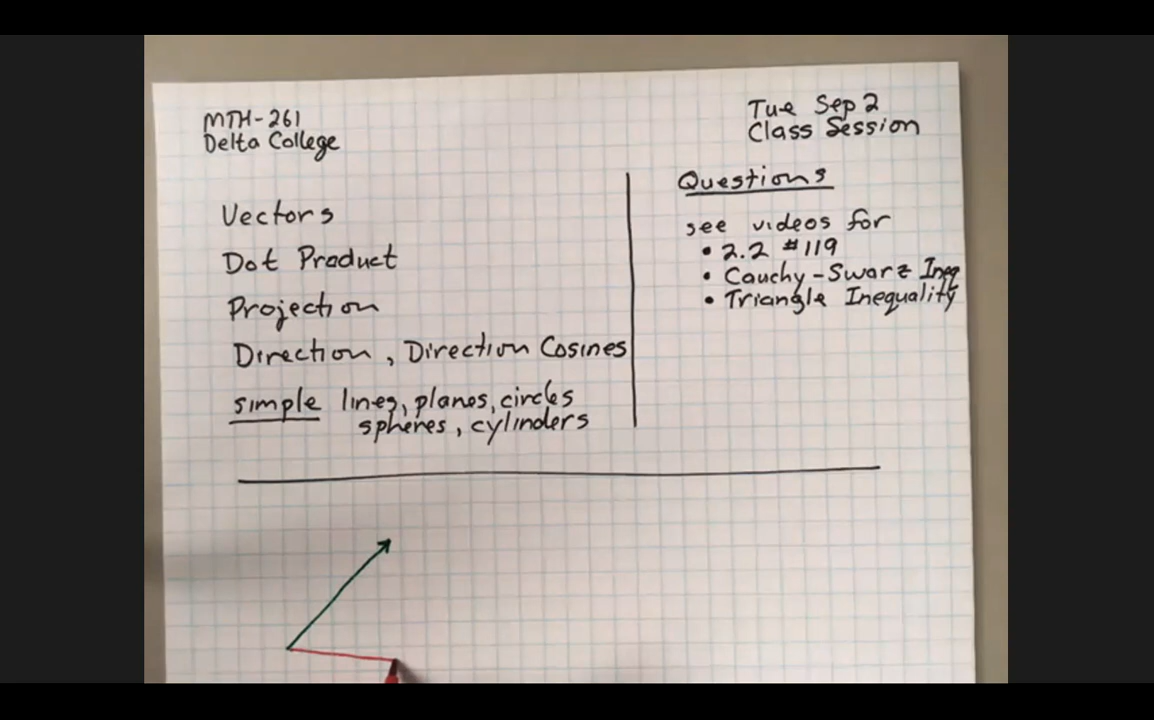 MTH-261
Delta College
Tue Sep 2
Class Session
Vectors
Dot Product
Projection
Direction, Direction Cosines
simple lines, planes, circles
spheres, cylinders
Questions
see videos for
• 2.2 #119
• Cauchy-Swarz Ineq
• Triangle Inequality